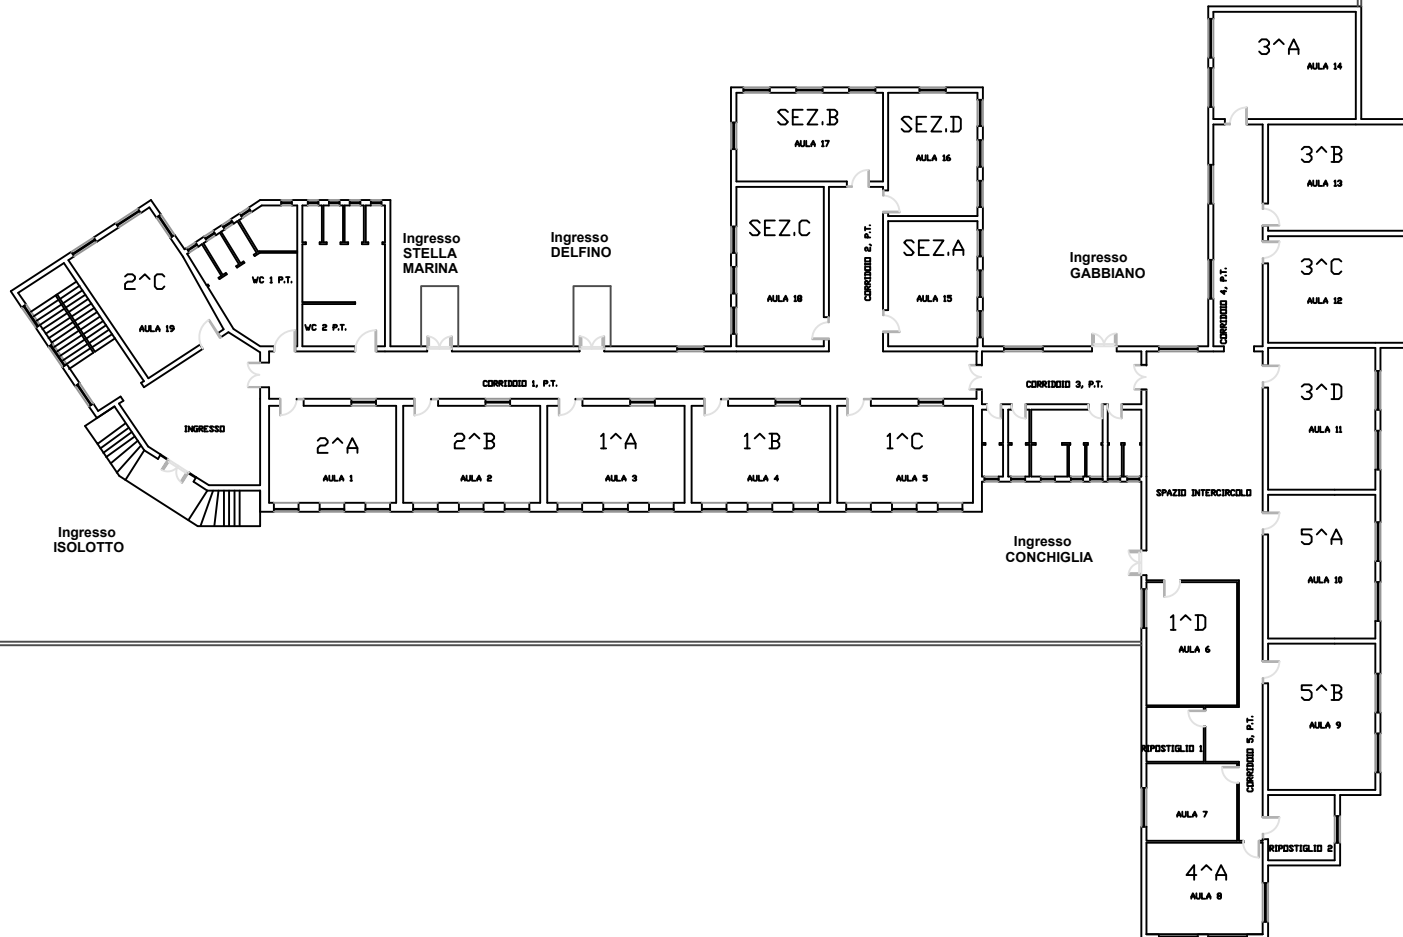 3^A
AULA 14
SEZ.B
AULA 17
SEZ.D
AULA 16
3^B
AULA 13
SEZ.C
AULA 18
CORRIDOIO 2, P.T.
SEZ.A
AULA 15
Ingresso
STELLA
MARINA
Ingresso
DELFINO
Ingresso
GABBIANO
CORRIDOIO 4, P.T.
3^C
AULA 12
2^C
AULA 19
WC 1 P.T.
WC 2 P.T.
CORRIDOIO 1, P.T.
CORRIDOIO 3, P.T.
3^D
AULA 11
INGRESSO
2^A
AULA 1
2^B
AULA 2
1^A
AULA 3
1^B
AULA 4
1^C
AULA 5
SPAZIO INTERCIRCOLO
Ingresso
ISOLOTTO
Ingresso
CONCHIGLIA
5^A
AULA 10
1^D
AULA 6
5^B
AULA 9
RIPOSTIGLIO 1
CORRIDOIO 5, P.T.
AULA 7
RIPOSTIGLIO 2
4^A
AULA 8